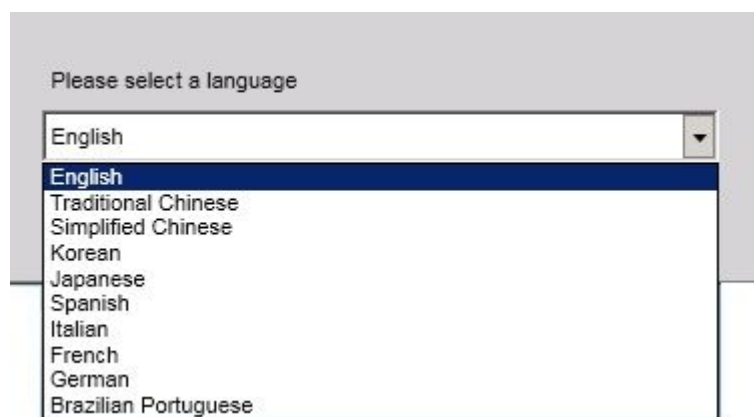 Please select a language
English
English
Traditional Chinese
Simplified Chinese
Korean
Japanese
Spanish
Italian
French
German
Brazilian Portuguese